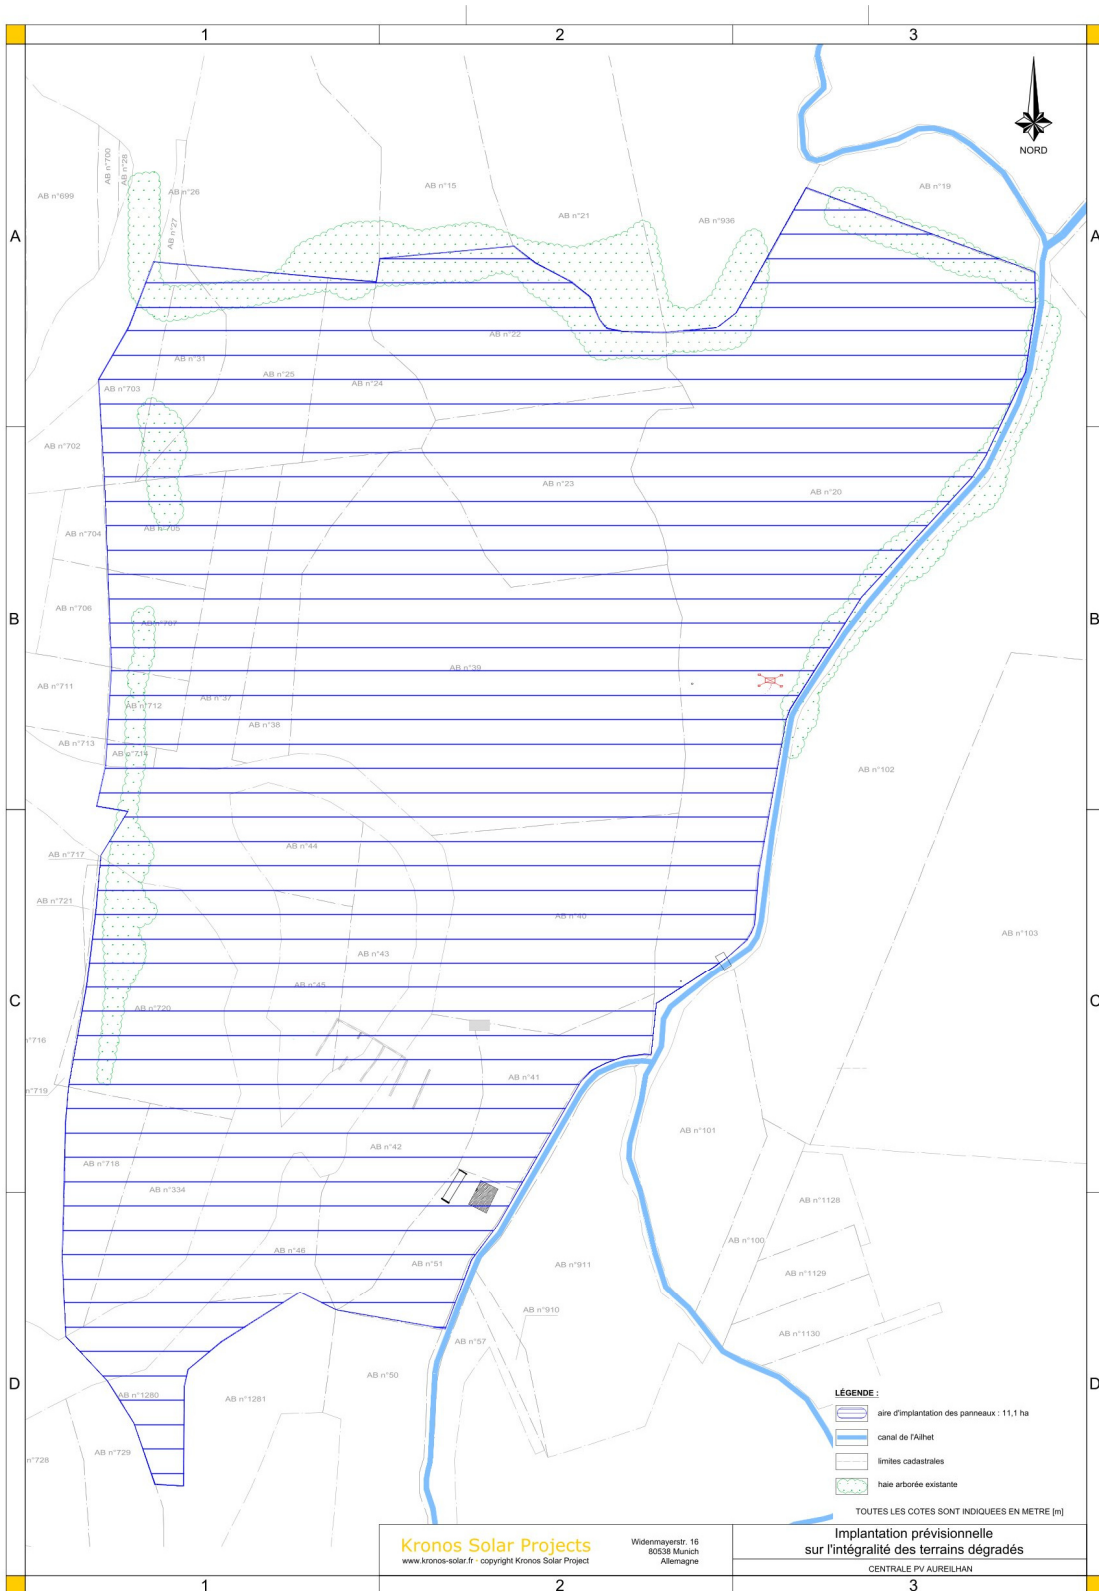 1 2 3
NORD
AB n°700
AB n°28
AB n°699
AB n°26
AB n°27
AB n°15
AB n°21
AB n°936
AB n°19
A A
AB n°22
AB n°31
AB n°25
AB n°24
AB n°703
AB n°702
AB n°23
AB n°20
AB n°704
AB n°705
AB n°706
AB n°707
B B
AB n°39
AB n°711
AB n°712
AB n°37
AB n°38
AB n°713
AB n°714
AB n°102
AB n°717
AB n°44
AB n°721
AB n°40
AB n°103
AB n°43
AB n°45
C C
AB n°720
n°716
n°719
AB n°41
AB n°101
AB n°42
AB n°718
AB n°334
AB n°1128
AB n°100
AB n°46
AB n°51
AB n°911
AB n°1129
AB n°910
AB n°57
AB n°1130
AB n°50
D D
AB n°1280
AB n°1281
AB n°729
n°728
LÉGENDE :
aire d'implantation des panneaux : 11,1 ha
canal de l'Ailhet
limites cadastrales
haie arborée existante
TOUTES LES COTES SONT INDIQUEES EN METRE [m]
Kronos Solar Projects
www.kronos-solar.fr - copyright Kronos Solar Project
Widenmayerstr. 16
80538 Munich
Allemagne
Implantation prévisionnelle
sur l'intégralité des terrains dégradés
CENTRALE PV AUREILHAN
1 2 3